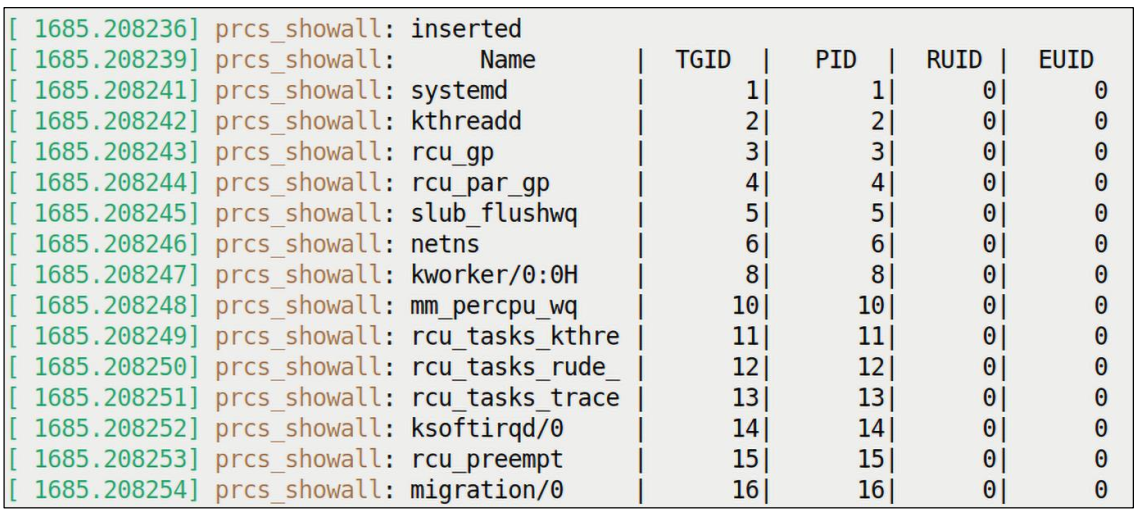 [ 1685.208236] prcs_showall: inserted
[ 1685.208239] prcs_showall:      Name       |  TGID  |   PID  |  RUID |  EUID
[ 1685.208241] prcs_showall: systemd         |       1|       1|      0|      0
[ 1685.208242] prcs_showall: kthreadd        |       2|       2|      0|      0
[ 1685.208243] prcs_showall: rcu_gp          |       3|       3|      0|      0
[ 1685.208244] prcs_showall: rcu_par_gp      |       4|       4|      0|      0
[ 1685.208245] prcs_showall: slub_flushwq    |       5|       5|      0|      0
[ 1685.208246] prcs_showall: netns           |       6|       6|      0|      0
[ 1685.208247] prcs_showall: kworker/0:0H    |       8|       8|      0|      0
[ 1685.208248] prcs_showall: mm_percpu_wq    |      10|      10|      0|      0
[ 1685.208249] prcs_showall: rcu_tasks_kthre |      11|      11|      0|      0
[ 1685.208250] prcs_showall: rcu_tasks_rude_ |      12|      12|      0|      0
[ 1685.208251] prcs_showall: rcu_tasks_trace |      13|      13|      0|      0
[ 1685.208252] prcs_showall: ksoftirqd/0     |      14|      14|      0|      0
[ 1685.208253] prcs_showall: rcu_preempt     |      15|      15|      0|      0
[ 1685.208254] prcs_showall: migration/0     |      16|      16|      0|      0